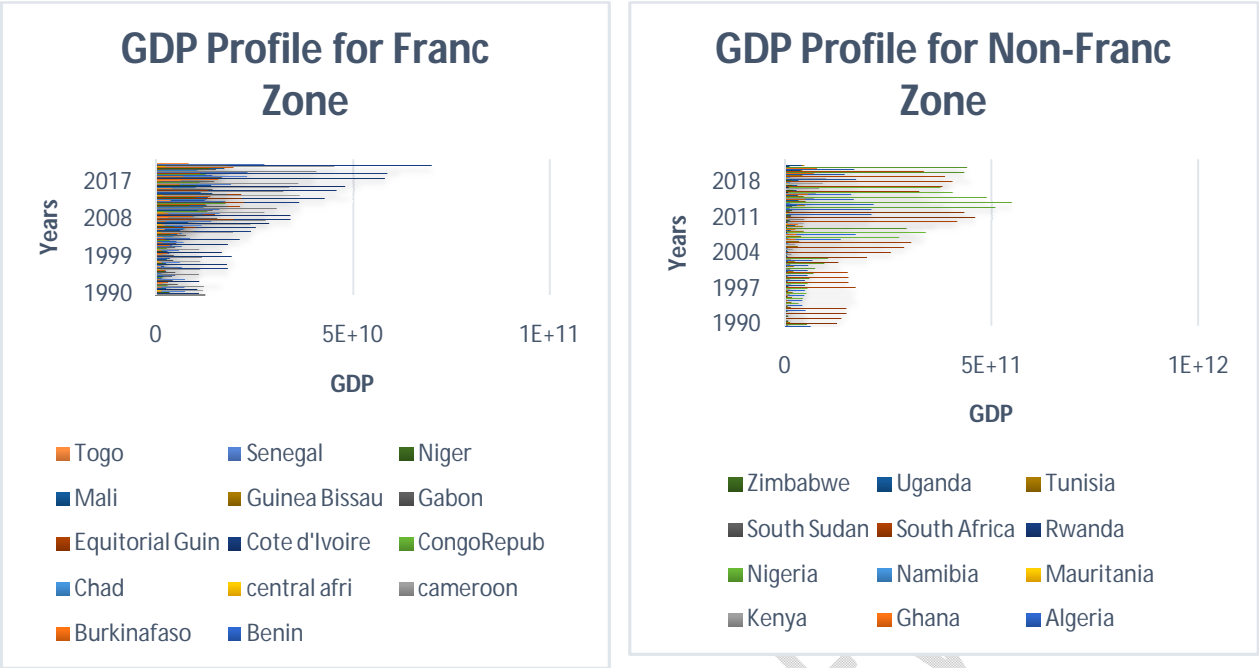 GDP Profile for Franc
Zone
2017
2008
1999
1990
Years
0 5E+10 1E+11
GDP
Togo Senegal Niger
Mali Guinea Bissau Gabon
Equitorial Guin Cote d'Ivoire CongoRepub
Chad central afri cameroon
Burkinafaso Benin
GDP Profile for Non-Franc
Zone
2018
2011
2004
1997
1990
Years
0 5E+11 1E+12
GDP
Zimbabwe Uganda Tunisia
South Sudan South Africa Rwanda
Nigeria Namibia Mauritania
Kenya Ghana Algeria